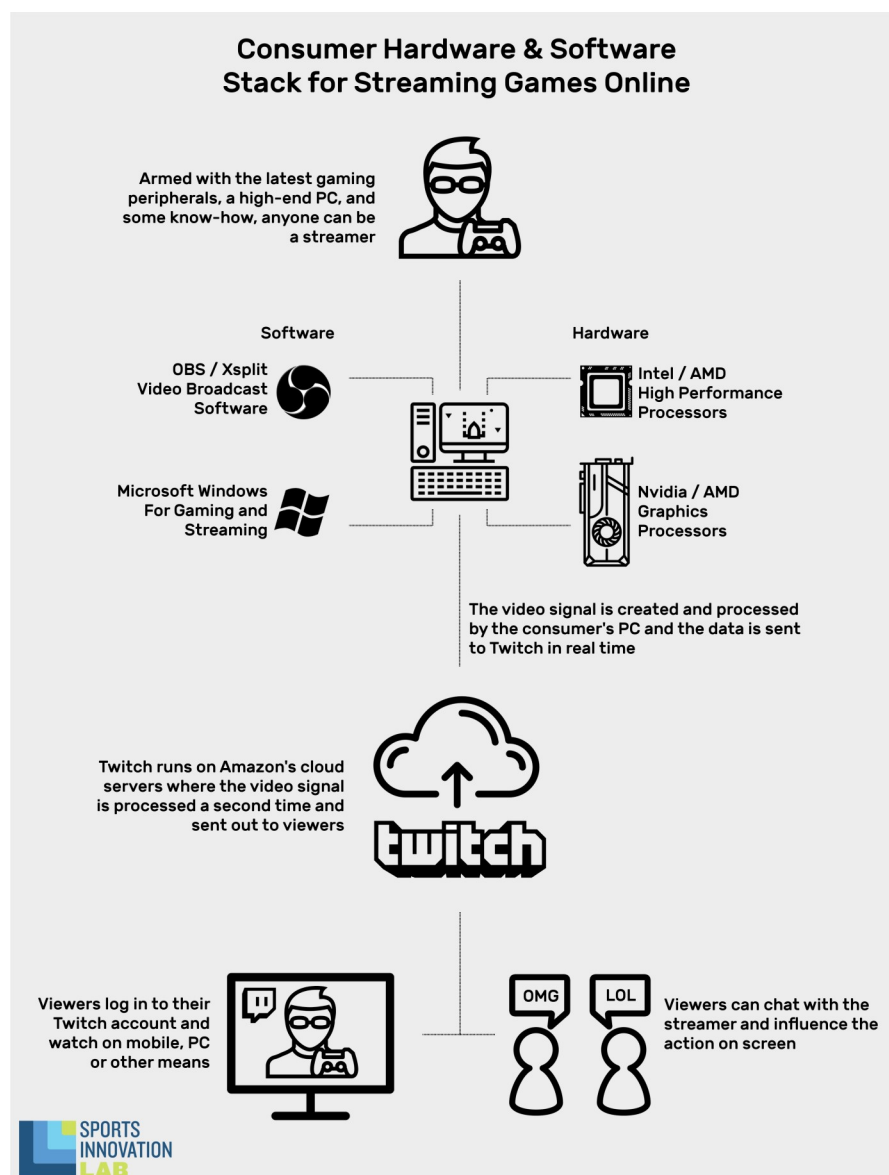 Consumer Hardware & Software
Stack for Streaming Games Online
Armed with the latest gaming
peripherals, a high-end PC, and
some know-how, anyone can be
a streamer
Software
Hardware
OBS / Xsplit
Video Broadcast
Software
Intel / AMD
High Performance
Processors
Microsoft Windows
For Gaming and
Streaming
Nvidia / AMD
Graphics
Processors
The video signal is created and processed
by the consumer's PC and the data is sent
to Twitch in real time
Twitch runs on Amazon's cloud
servers where the video signal
is processed a second time and
sent out to viewers
twitch
Viewers log in to their
Twitch account and
watch on mobile, PC
or other means
OMG
LOL
Viewers can chat with the
streamer and influence the
action on screen
SPORTS
INNOVATION
LAB